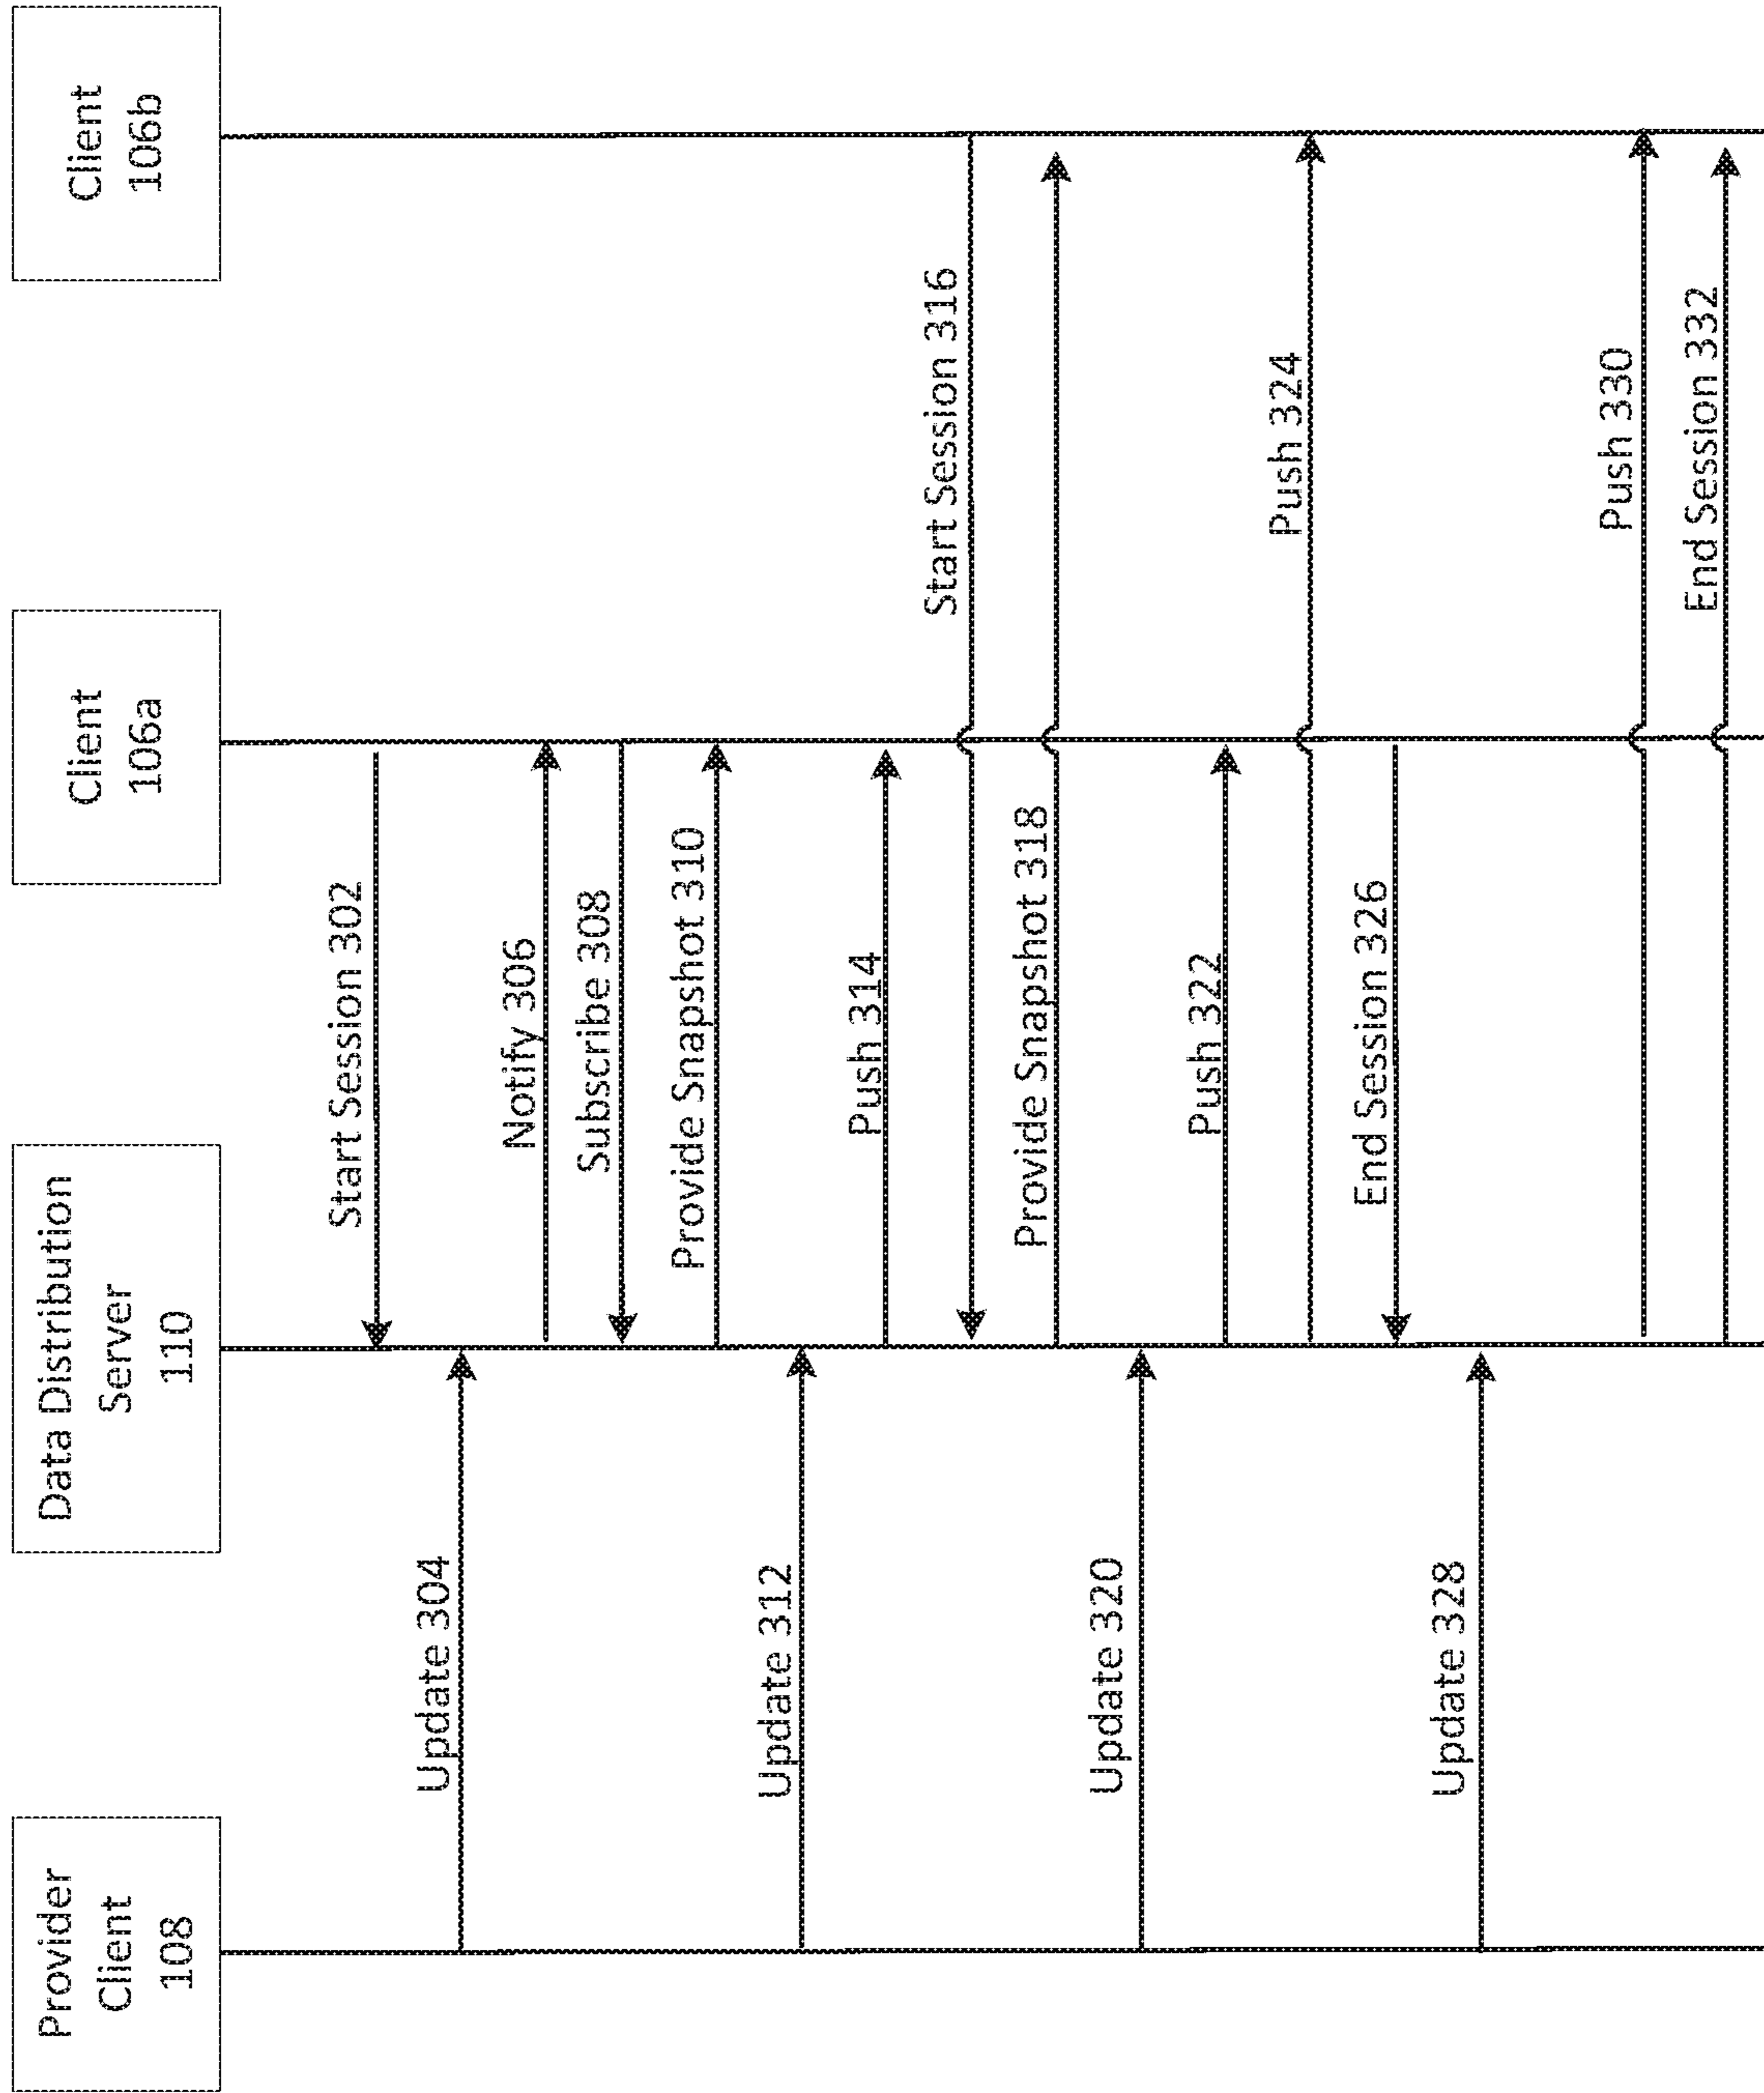 Provider
Client
108
Data Distribution
Server
110
Client
106a
Client
106b
Start Session 302
Update 304
Notify 306
Subscribe 308
Provide Snapshot 310
Update 312
Push 314
Start Session 316
Provide Snapshot 318
Update 320
Push 322
Push 324
End Session 326
Update 328
Push 330
End Session 332